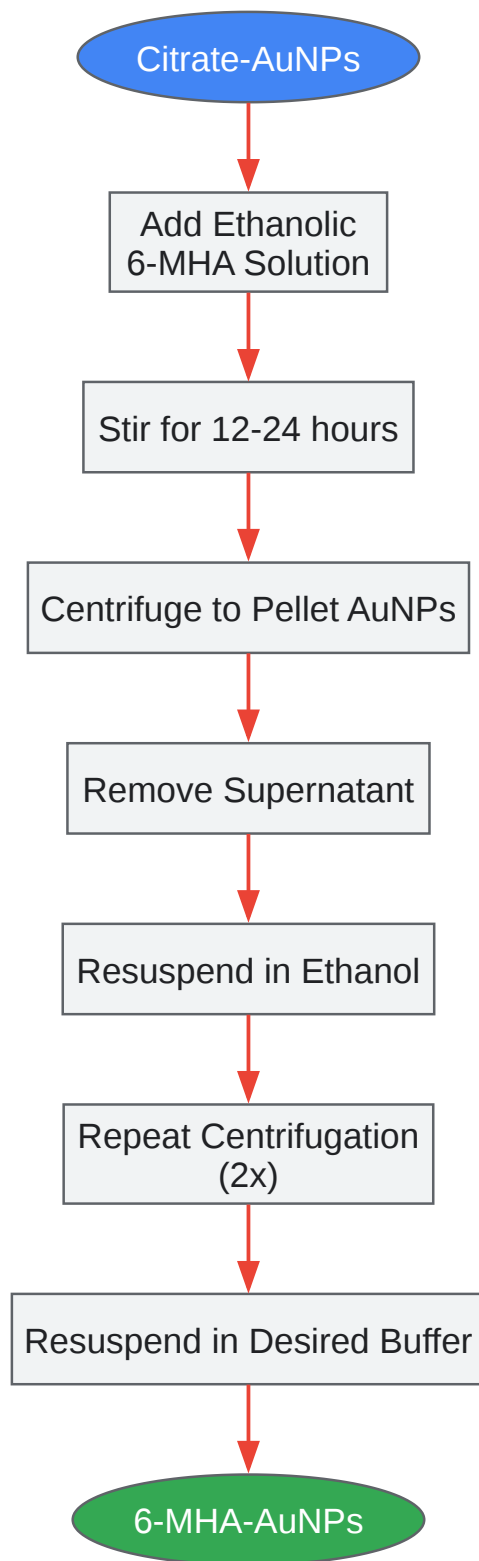 Citrate-AuNPs
Add Ethanolic
6-MHA Solution
Stir for 12-24 hours
Centrifuge to Pellet AuNPs
Remove Supernatant
Resuspend in Ethanol
Repeat Centrifugation
(2x)
Resuspend in Desired Buffer
6-MHA-AuNPs